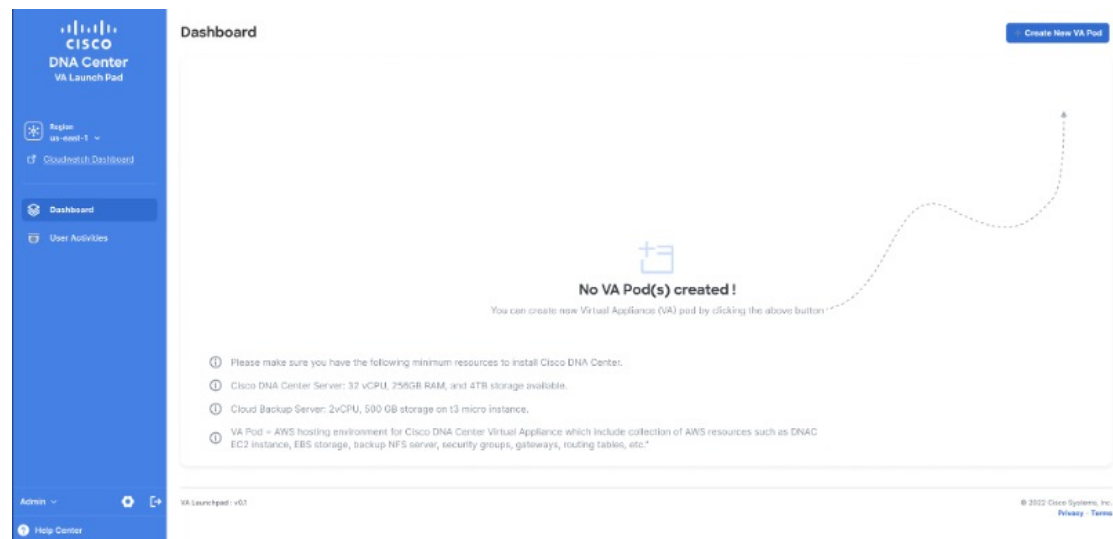 CISCO
DNA Center
VA Launch Pad
Region
us-east-1
Cloudwatch Dashboard
Dashboard
User Activities
Admin
Help Center
Dashboard
Create New VA Pod
No VA Pod(s) created !
You can create new Virtual Appliance (VA) pod by clicking the above button
Please make sure you have the following minimum resources to install Cisco DNA Center.
Cisco DNA Center Server: 32 vCPU, 256GB RAM, and 4TB storage available.
Cloud Backup Server: 2vCPU, 500 GB storage on t3 micro instance.
VA Pod = AWS hosting environment for Cisco DNA Center Virtual Appliance which include collection of AWS resources such as DNAC
EC2 instance, EBS storage, backup NFS server, security groups, gateways, routing tables, etc."
VA Launchpad : v0.1
© 2022 Cisco Systems, Inc.
Privacy - Terms